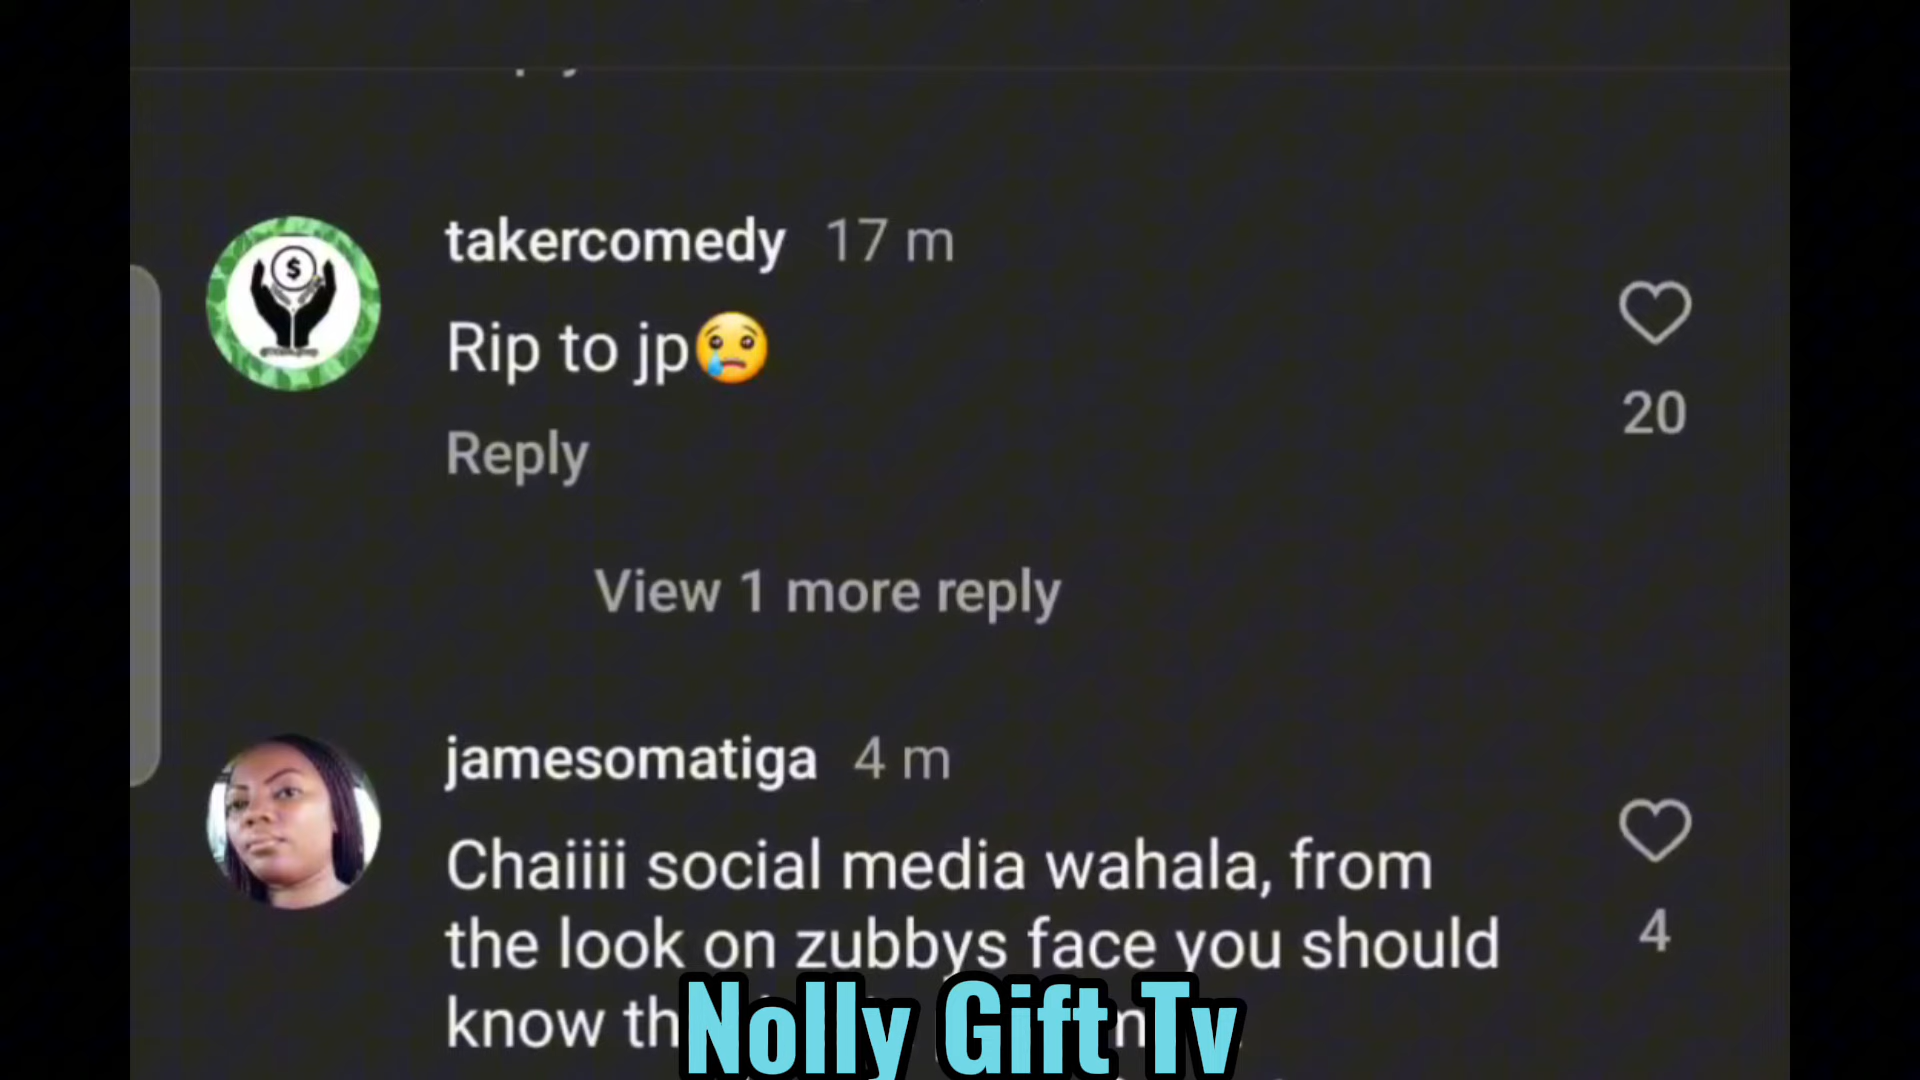 takercomedy 17 m
Rip to jp😢
20
Reply
View 1 more reply
jamesomatiga 4 m
Chaiiii social media wahala, from
the look on zubbys face you should
4
know
Nolly Gift Tv